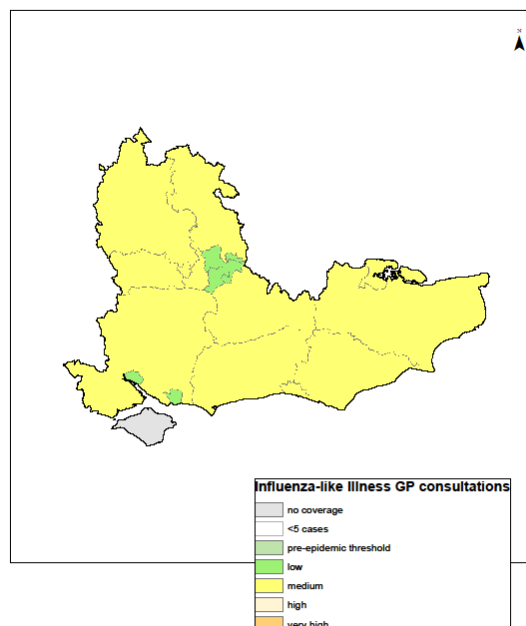 N
Influenza-like Illness GP consultations
no coverage
<5 cases
pre-epidemic threshold
low
medium
high
very high